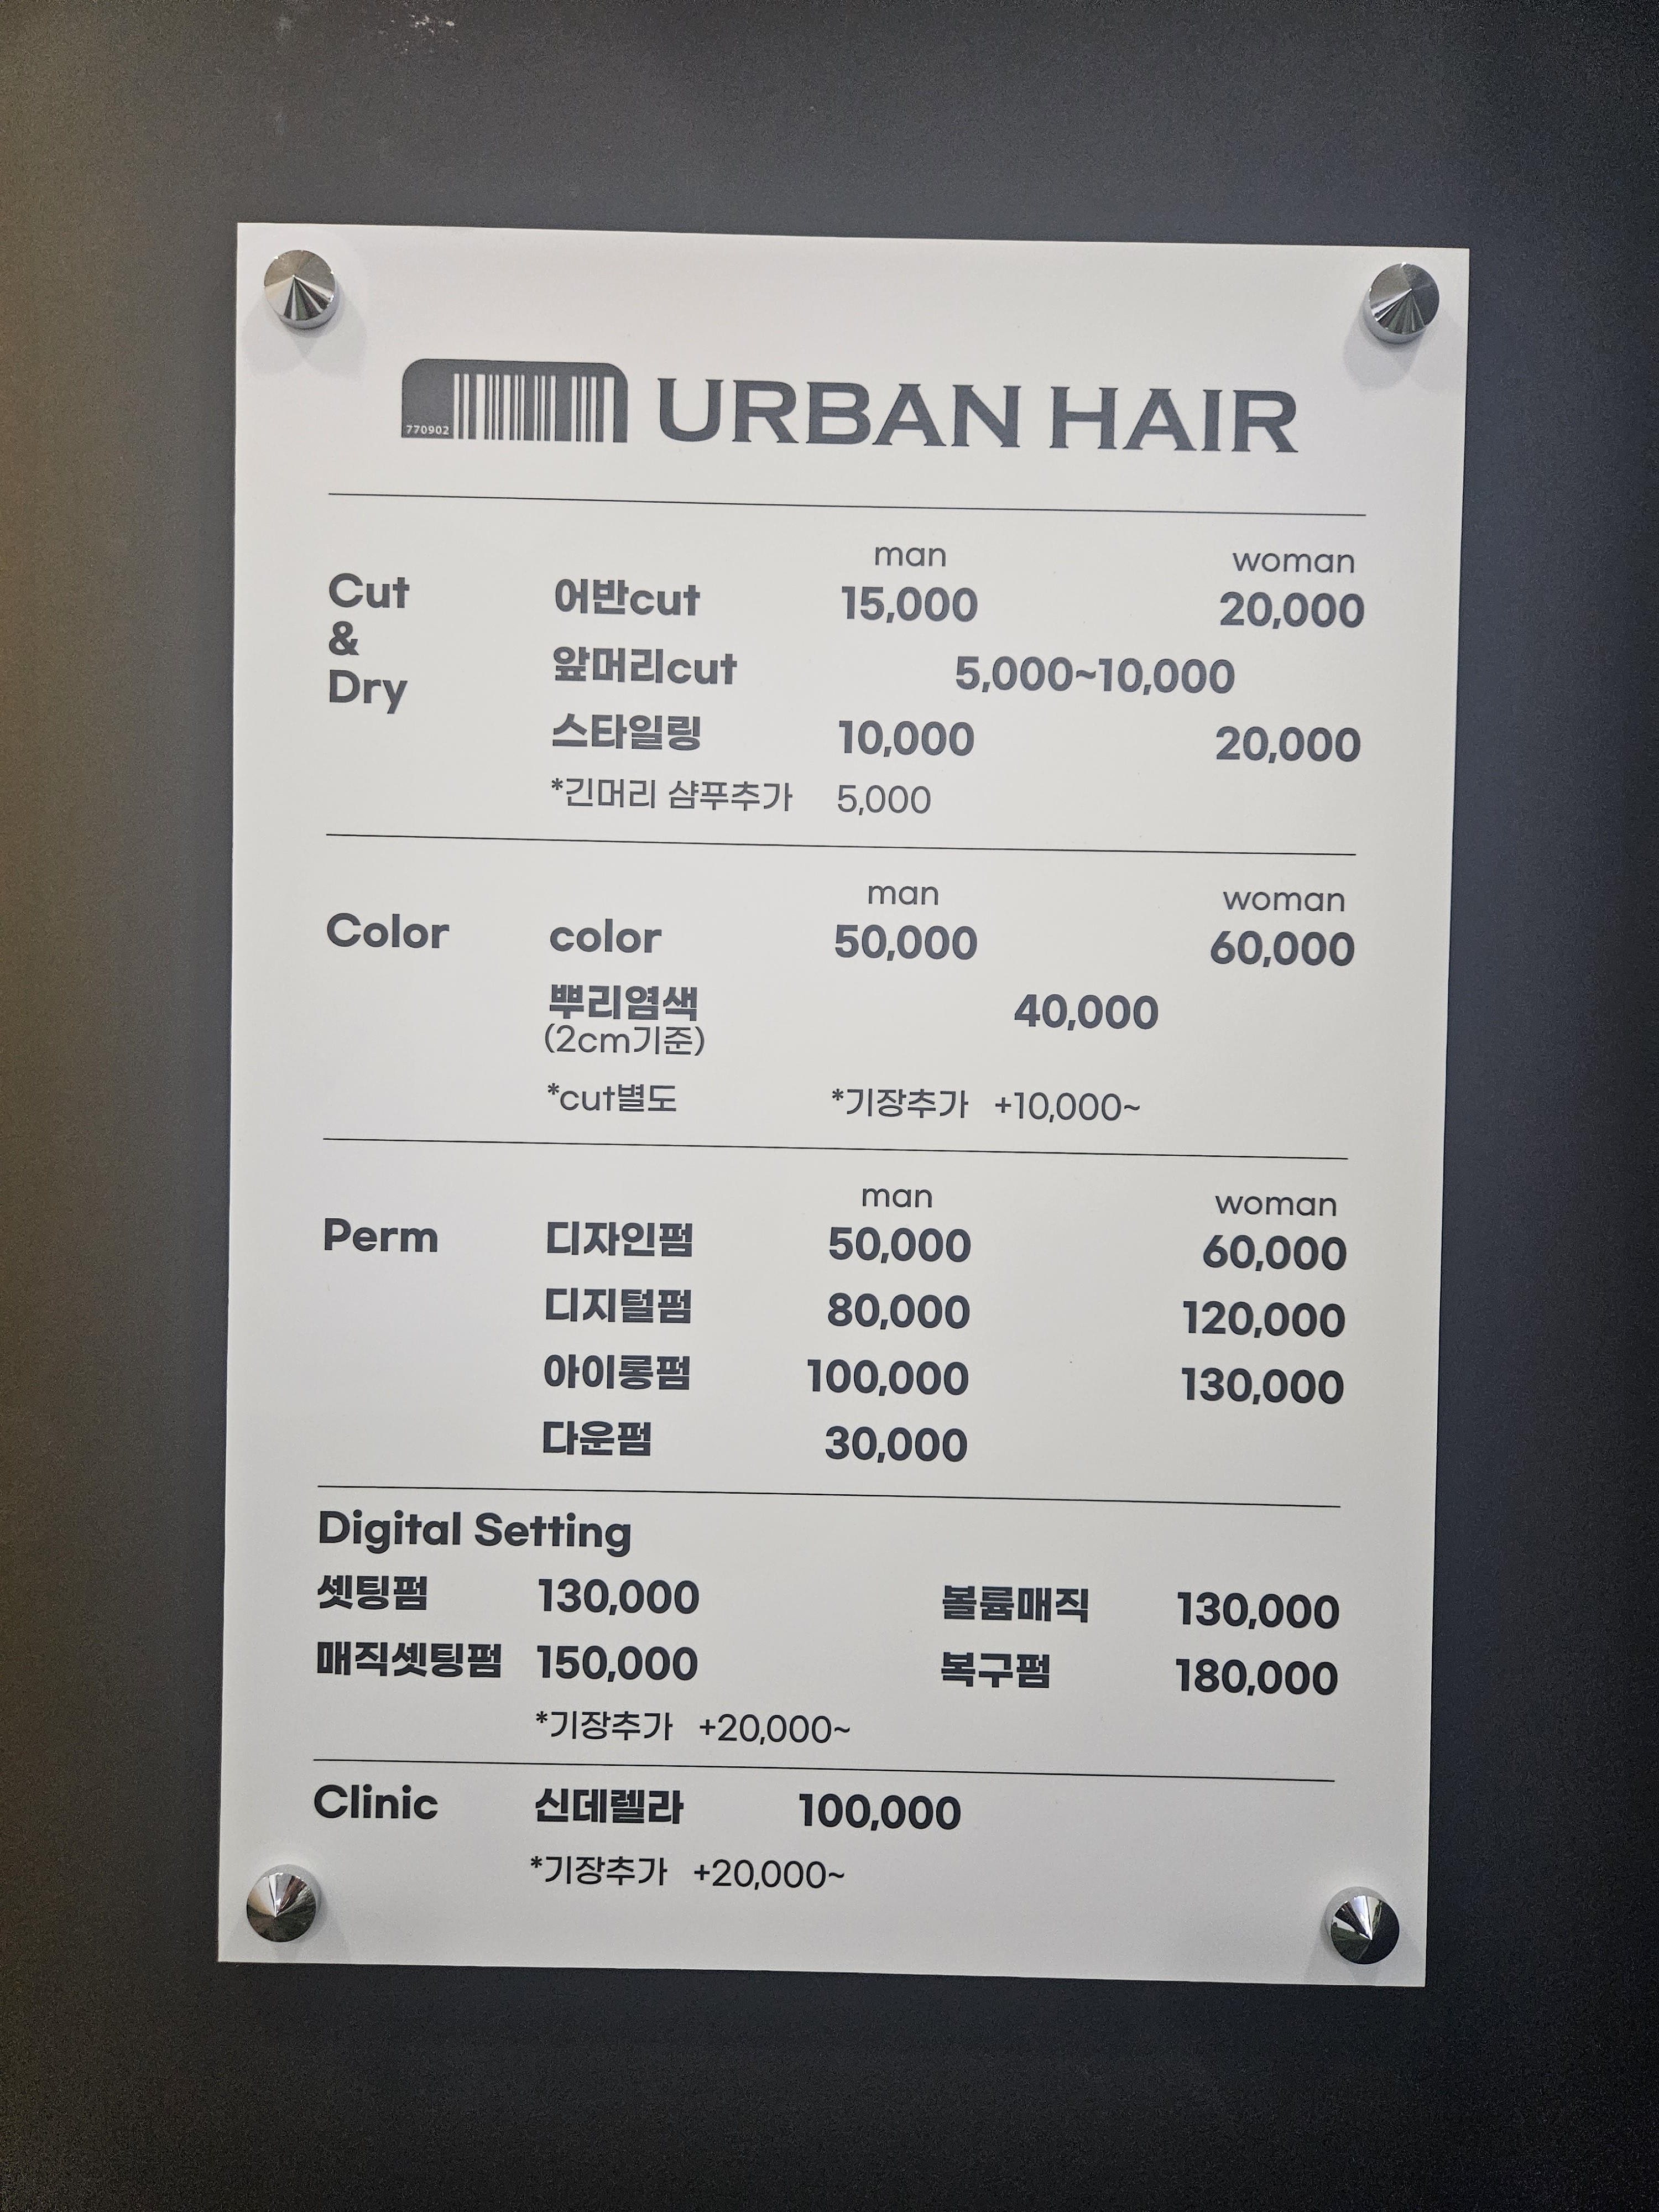 770902 URBAN HAIR
man woman
Cut 어반cut 15,000 20,000
&
앞머리cut 5,000~10,000
Dry
스타일링 10,000 20,000
*긴머리 샴푸추가 5,000
man woman
Color color 50,000 60,000
뿌리염색 40,000
(2cm기준)
*cut별도 *기장추가 +10,000~
man woman
Perm 디자인펌 50,000 60,000
디지털펌 80,000 120,000
아이롱펌 100,000 130,000
다운펌 30,000
Digital Setting
셋팅펌 130,000 볼륨매직 130,000
매직셋팅펌 150,000 복구펌 180,000
*기장추가 +20,000~
Clinic 신데렐라 100,000
*기장추가 +20,000~